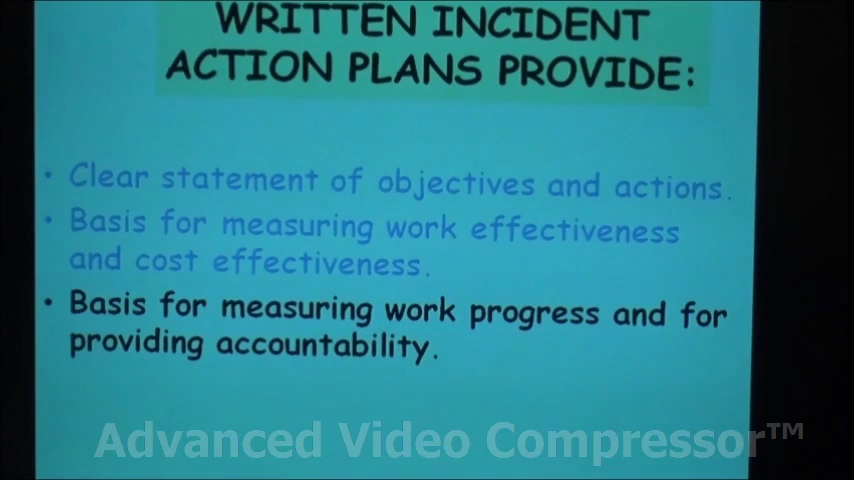 WRITTEN INCIDENT
ACTION PLANS PROVIDE:
• Clear statement of objectives and actions.
• Basis for measuring work effectiveness
and cost effectiveness.
• Basis for measuring work progress and for
providing accountability.
Advanced Video Compressor™